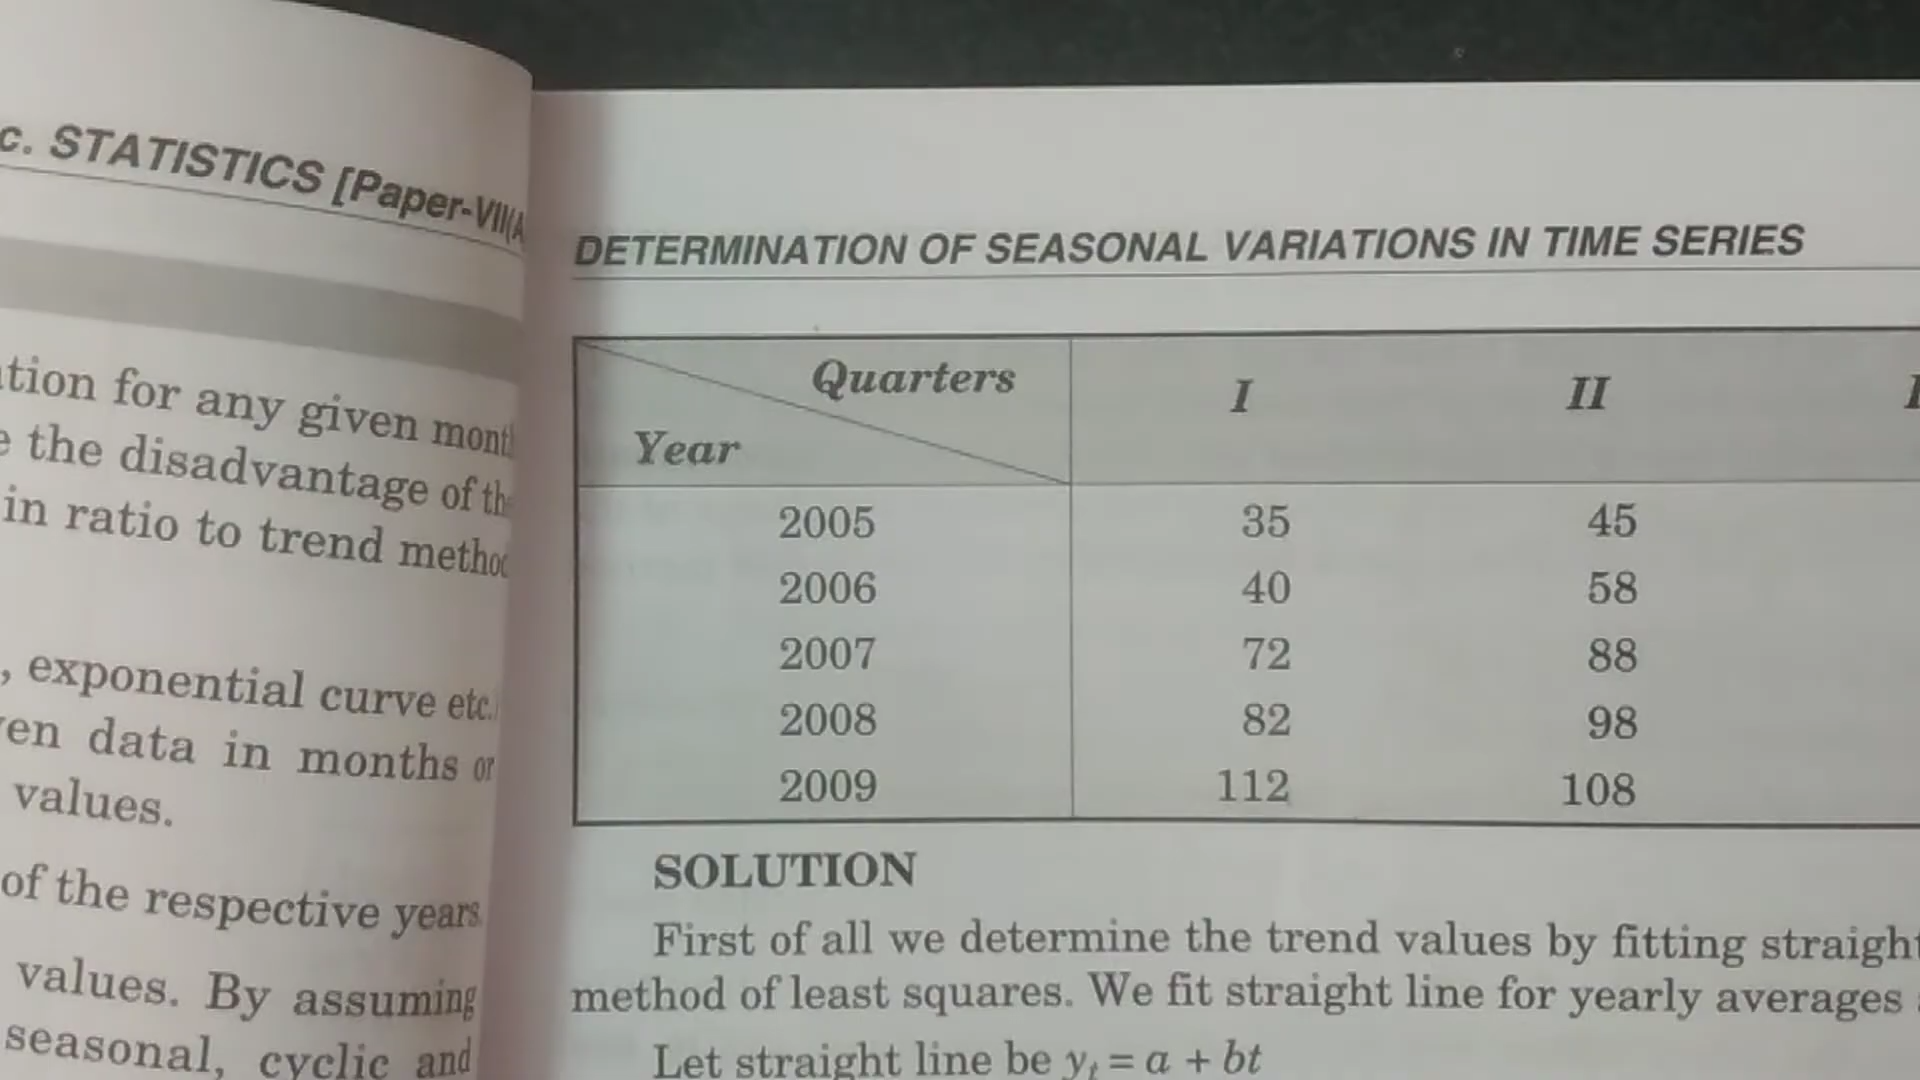 c. STATISTICS [Paper-VII(A
tion for any given mont
e the disadvantage of th
in ratio to trend method
, exponential curve etc.
en data in months or
values.
of the respective years.
values. By assuming
seasonal, cyclic and
DETERMINATION OF SEASONAL VARIATIONS IN TIME SERIES
Quarters I II
Year
2005 35 45
2006 40 58
2007 72 88
2008 82 98
2009 112 108
SOLUTION
First of all we determine the trend values by fitting straight
method of least squares. We fit straight line for yearly averages
Let straight line be yₜ = a + bt